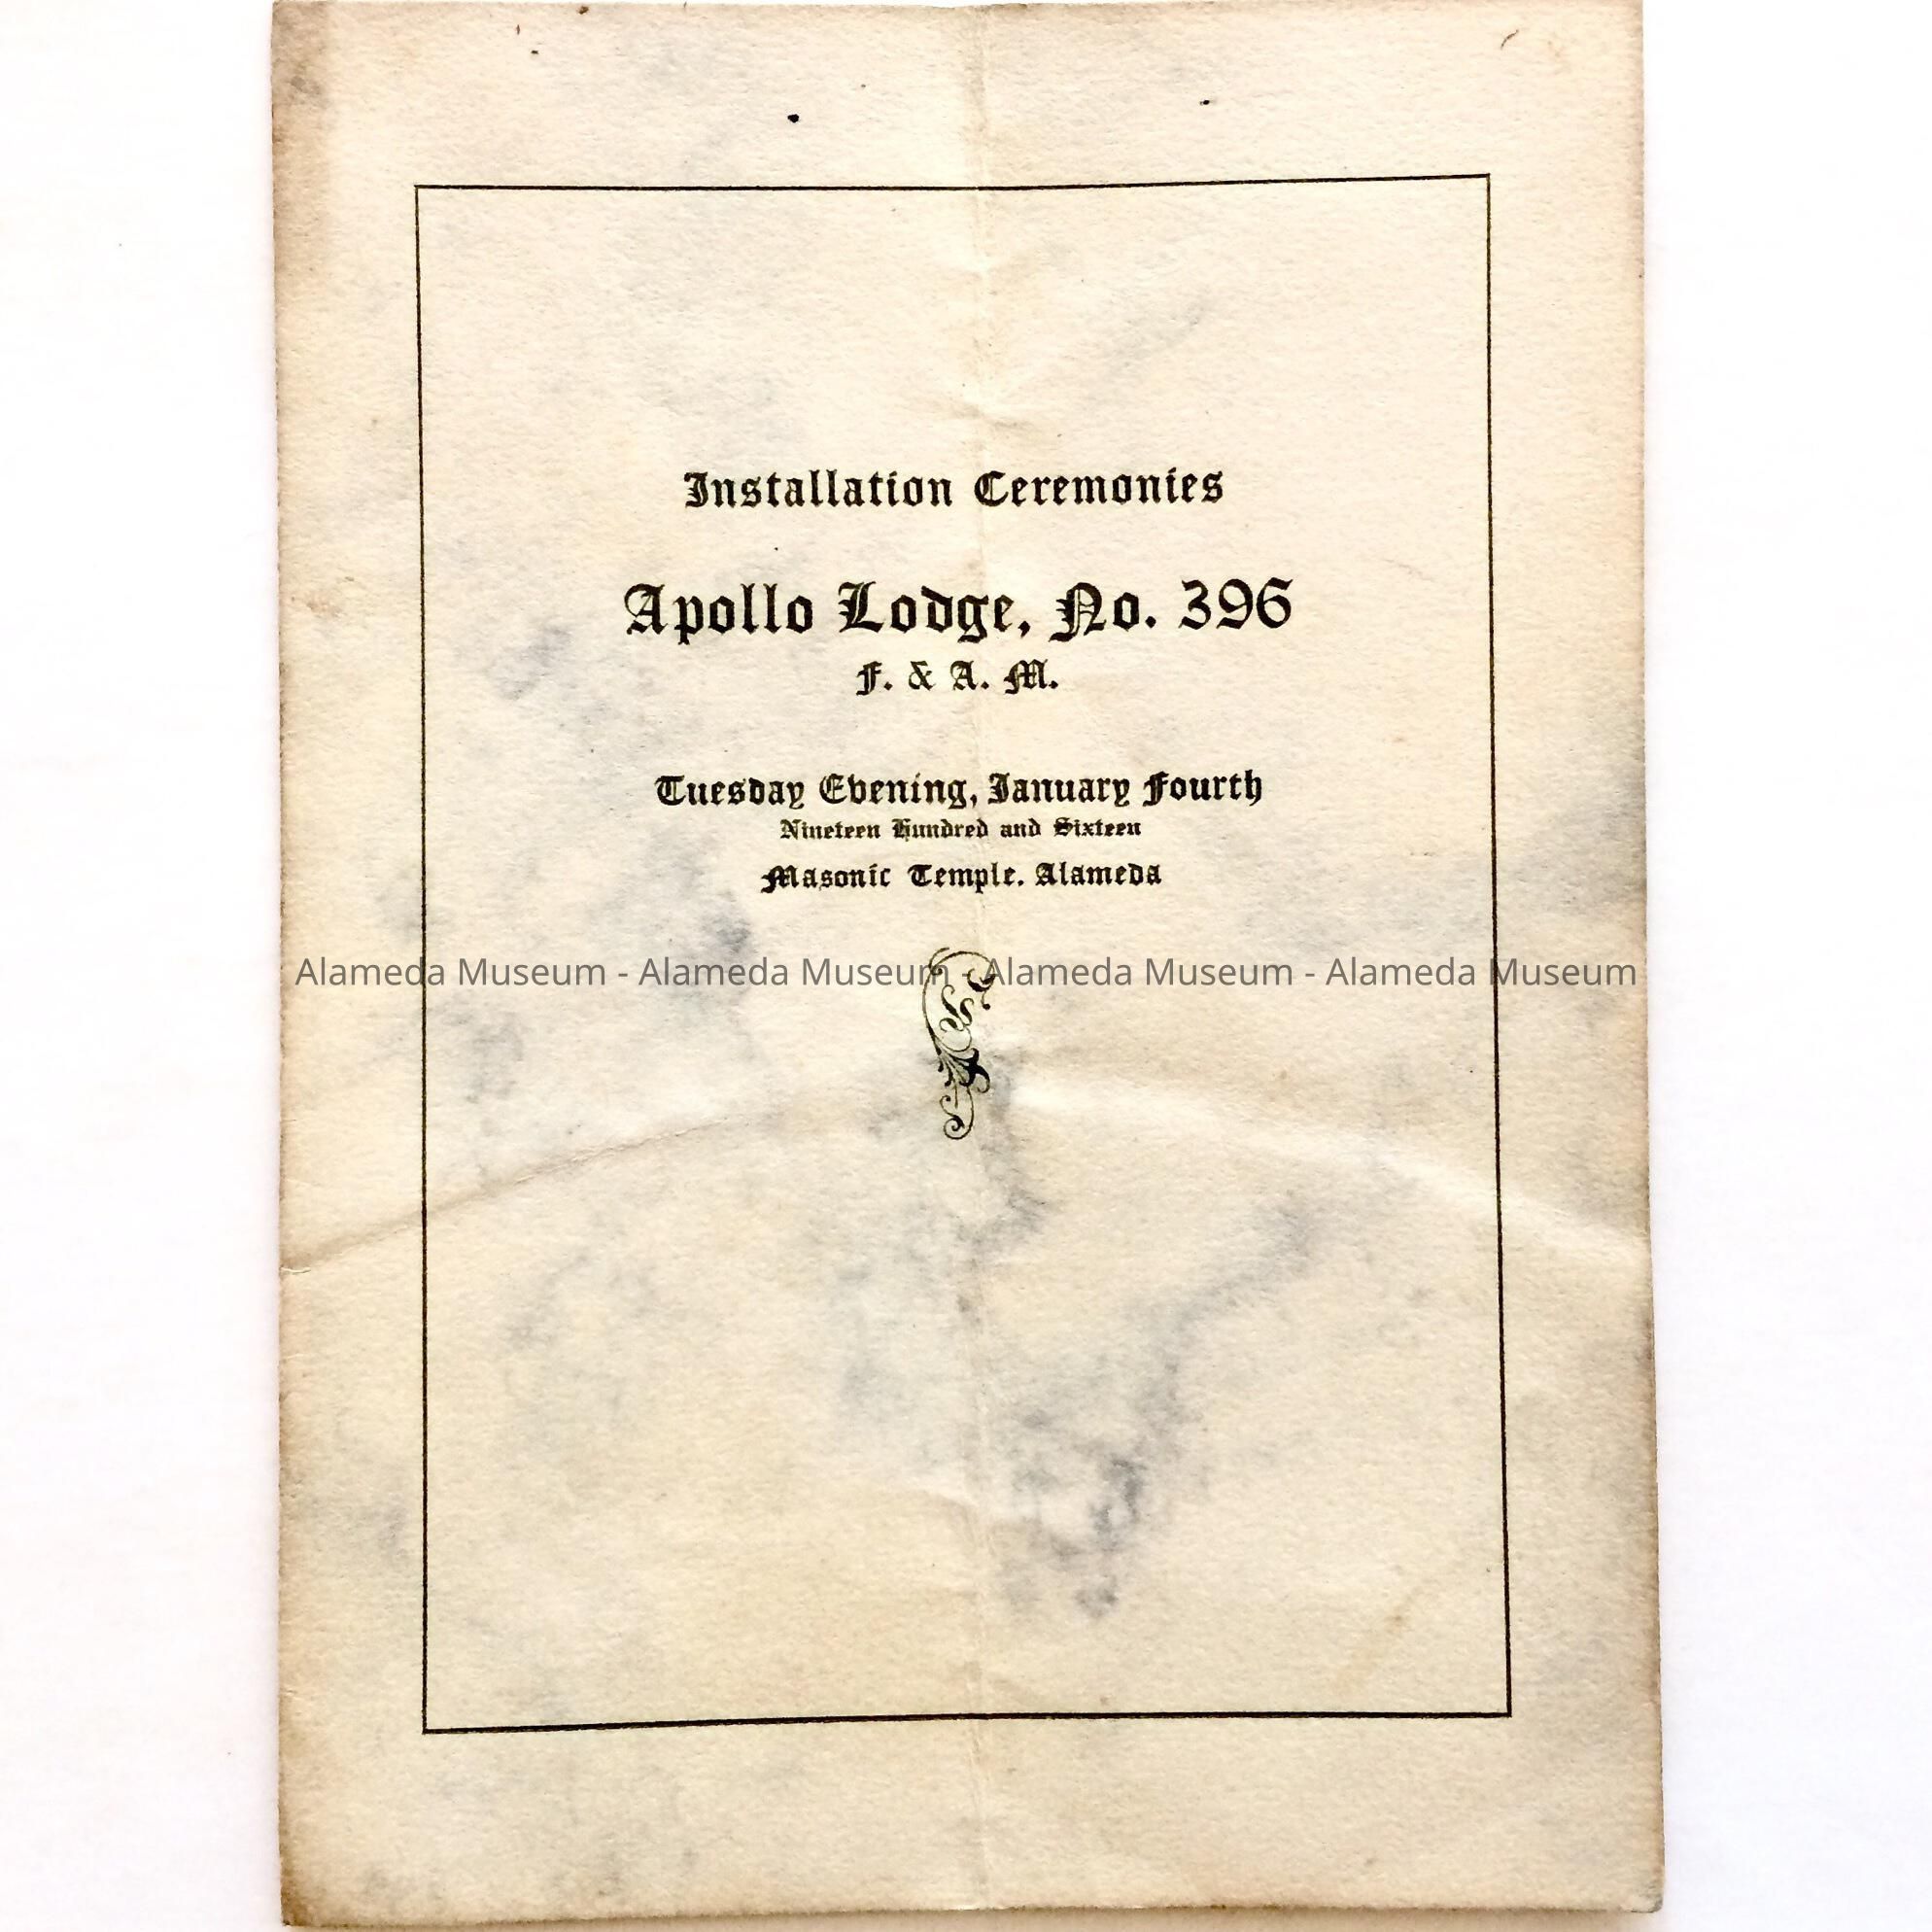 Installation Ceremonies
Apollo Lodge, No. 396
F. & A. M.
Tuesday Evening, January Fourth
Nineteen Hundred and Sixteen
Masonic Temple. Alameda
Alameda Museum - Alameda Museum - Alameda Museum - Alameda Museum